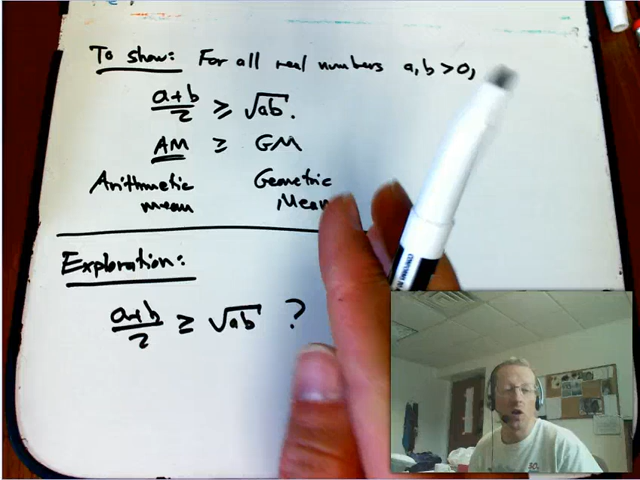 To show: For all real numbers a, b > 0,
a+b/2 ≥ √ab.
AM ≥ GM
Arithmetic mean Geometric Mean
Exploration:
a+b/2 ≥ √ab ?